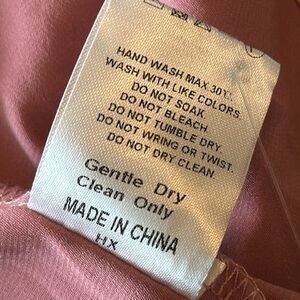 HAND WASH MAX.30℃.
WASH WITH LIKE COLORS
DO NOT SOAK.
DO NOT BLEACH.
DO NOT TUMBLE DRY.
DO NOT WRING OR TWIST.
DO NOT DRY CLEAN.
Gentle Dry
Clean Only
MADE IN CHINA
HX